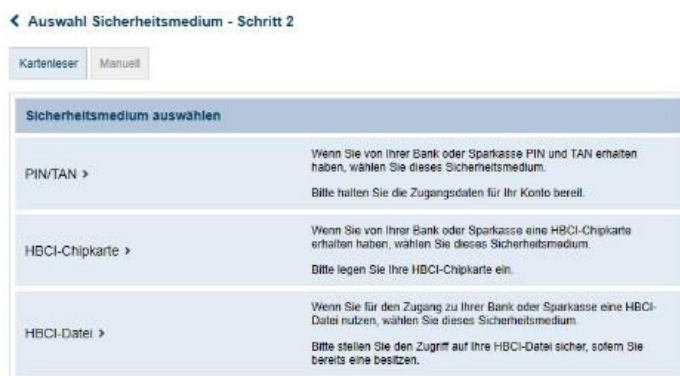 Auswahl Sicherheitsmedium - Schritt 2
Kartenleser
Manuell
Sicherheitsmedium auswählen
PIN/TAN >
Wenn Sie von Ihrer Bank oder Sparkasse PIN und TAN erhalten
haben, wählen Sie dieses Sicherheitsmedium.
Bitte halten Sie die Zugangsdaten für Ihr Konto bereit.
HBCI-Chipkarte >
Wenn Sie von Ihrer Bank oder Sparkasse eine HBCI-Chipkarte
erhalten haben, wählen Sie dieses Sicherheitsmedium.
Bitte legen Sie Ihre HBCI-Chipkarte ein.
HBCI-Datei >
Wenn Sie für den Zugang zu Ihrer Bank oder Sparkasse eine HBCI-
Datei nutzen, wählen Sie dieses Sicherheitsmedium.
Bitte stellen Sie den Zugriff auf Ihre HBCI-Datei sicher, sofern Sie
bereits eine besitzen.